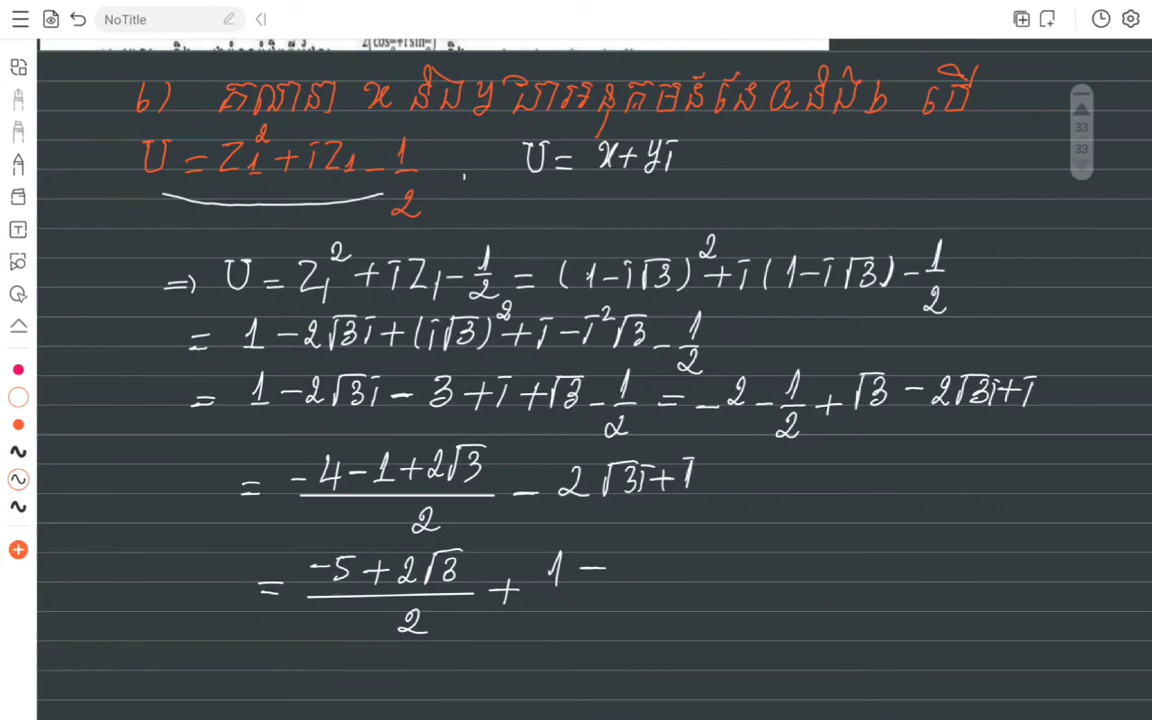 NoTitle
b) គណនា x និង y ជាអនុគមន៍នៃ a និង b បើ
U = Z₁² + iZ₁ - 1/2 . U = x + yi
⇒ U = Z₁² + iZ₁ - 1/2 = (1 - i√3)² + i(1 - i√3) - 1/2
= 1 - 2√3i + (i√3)² + i - i²√3 - 1/2
= 1 - 2√3i - 3 + i + √3 - 1/2 = -2 - 1/2 + √3 - 2√3i + i
= (-4 - 1 + 2√3)/2 - 2√3i + i
= (-5 + 2√3)/2 + 1 -
33
33